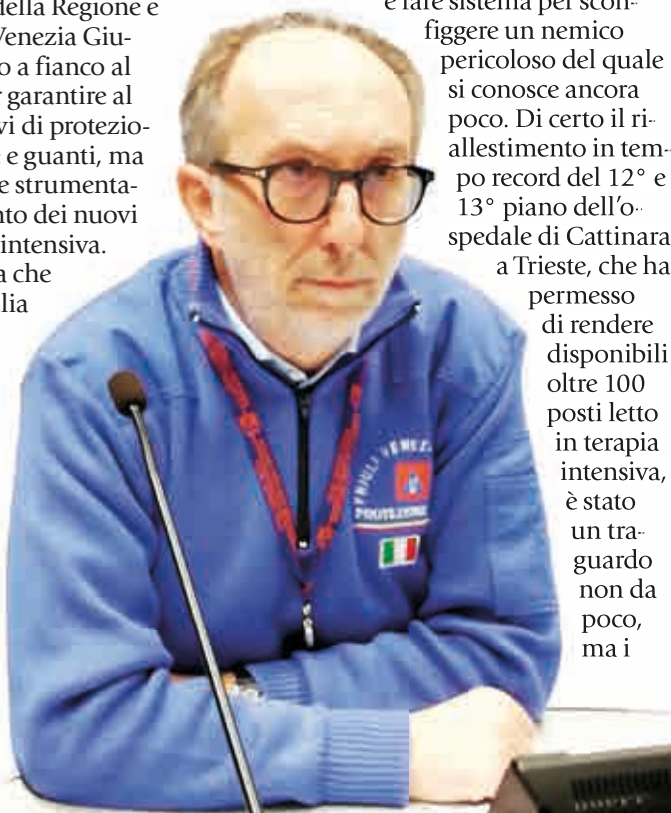 della Regione e
Venezia Giu-
o a fianco al
garantire al
vi di protezio-
e guanti, ma
e strumenta-
nto dei nuovi
intensiva.
a che
lia
e fare sistema per scon-
figgere un nemico
pericoloso del quale
si conosce ancora
poco. Di certo il ri-
allestimento in tem-
po record del 12° e
13° piano dell'o-
spedale di Cattinara
a Trieste, che ha
permesso
di rendere
disponibili
oltre 100
posti letto
in terapia
intensiva,
è stato
un tra-
guardo
non da
poco,
ma i
FRIULI VENEZI
PROTEZIONE